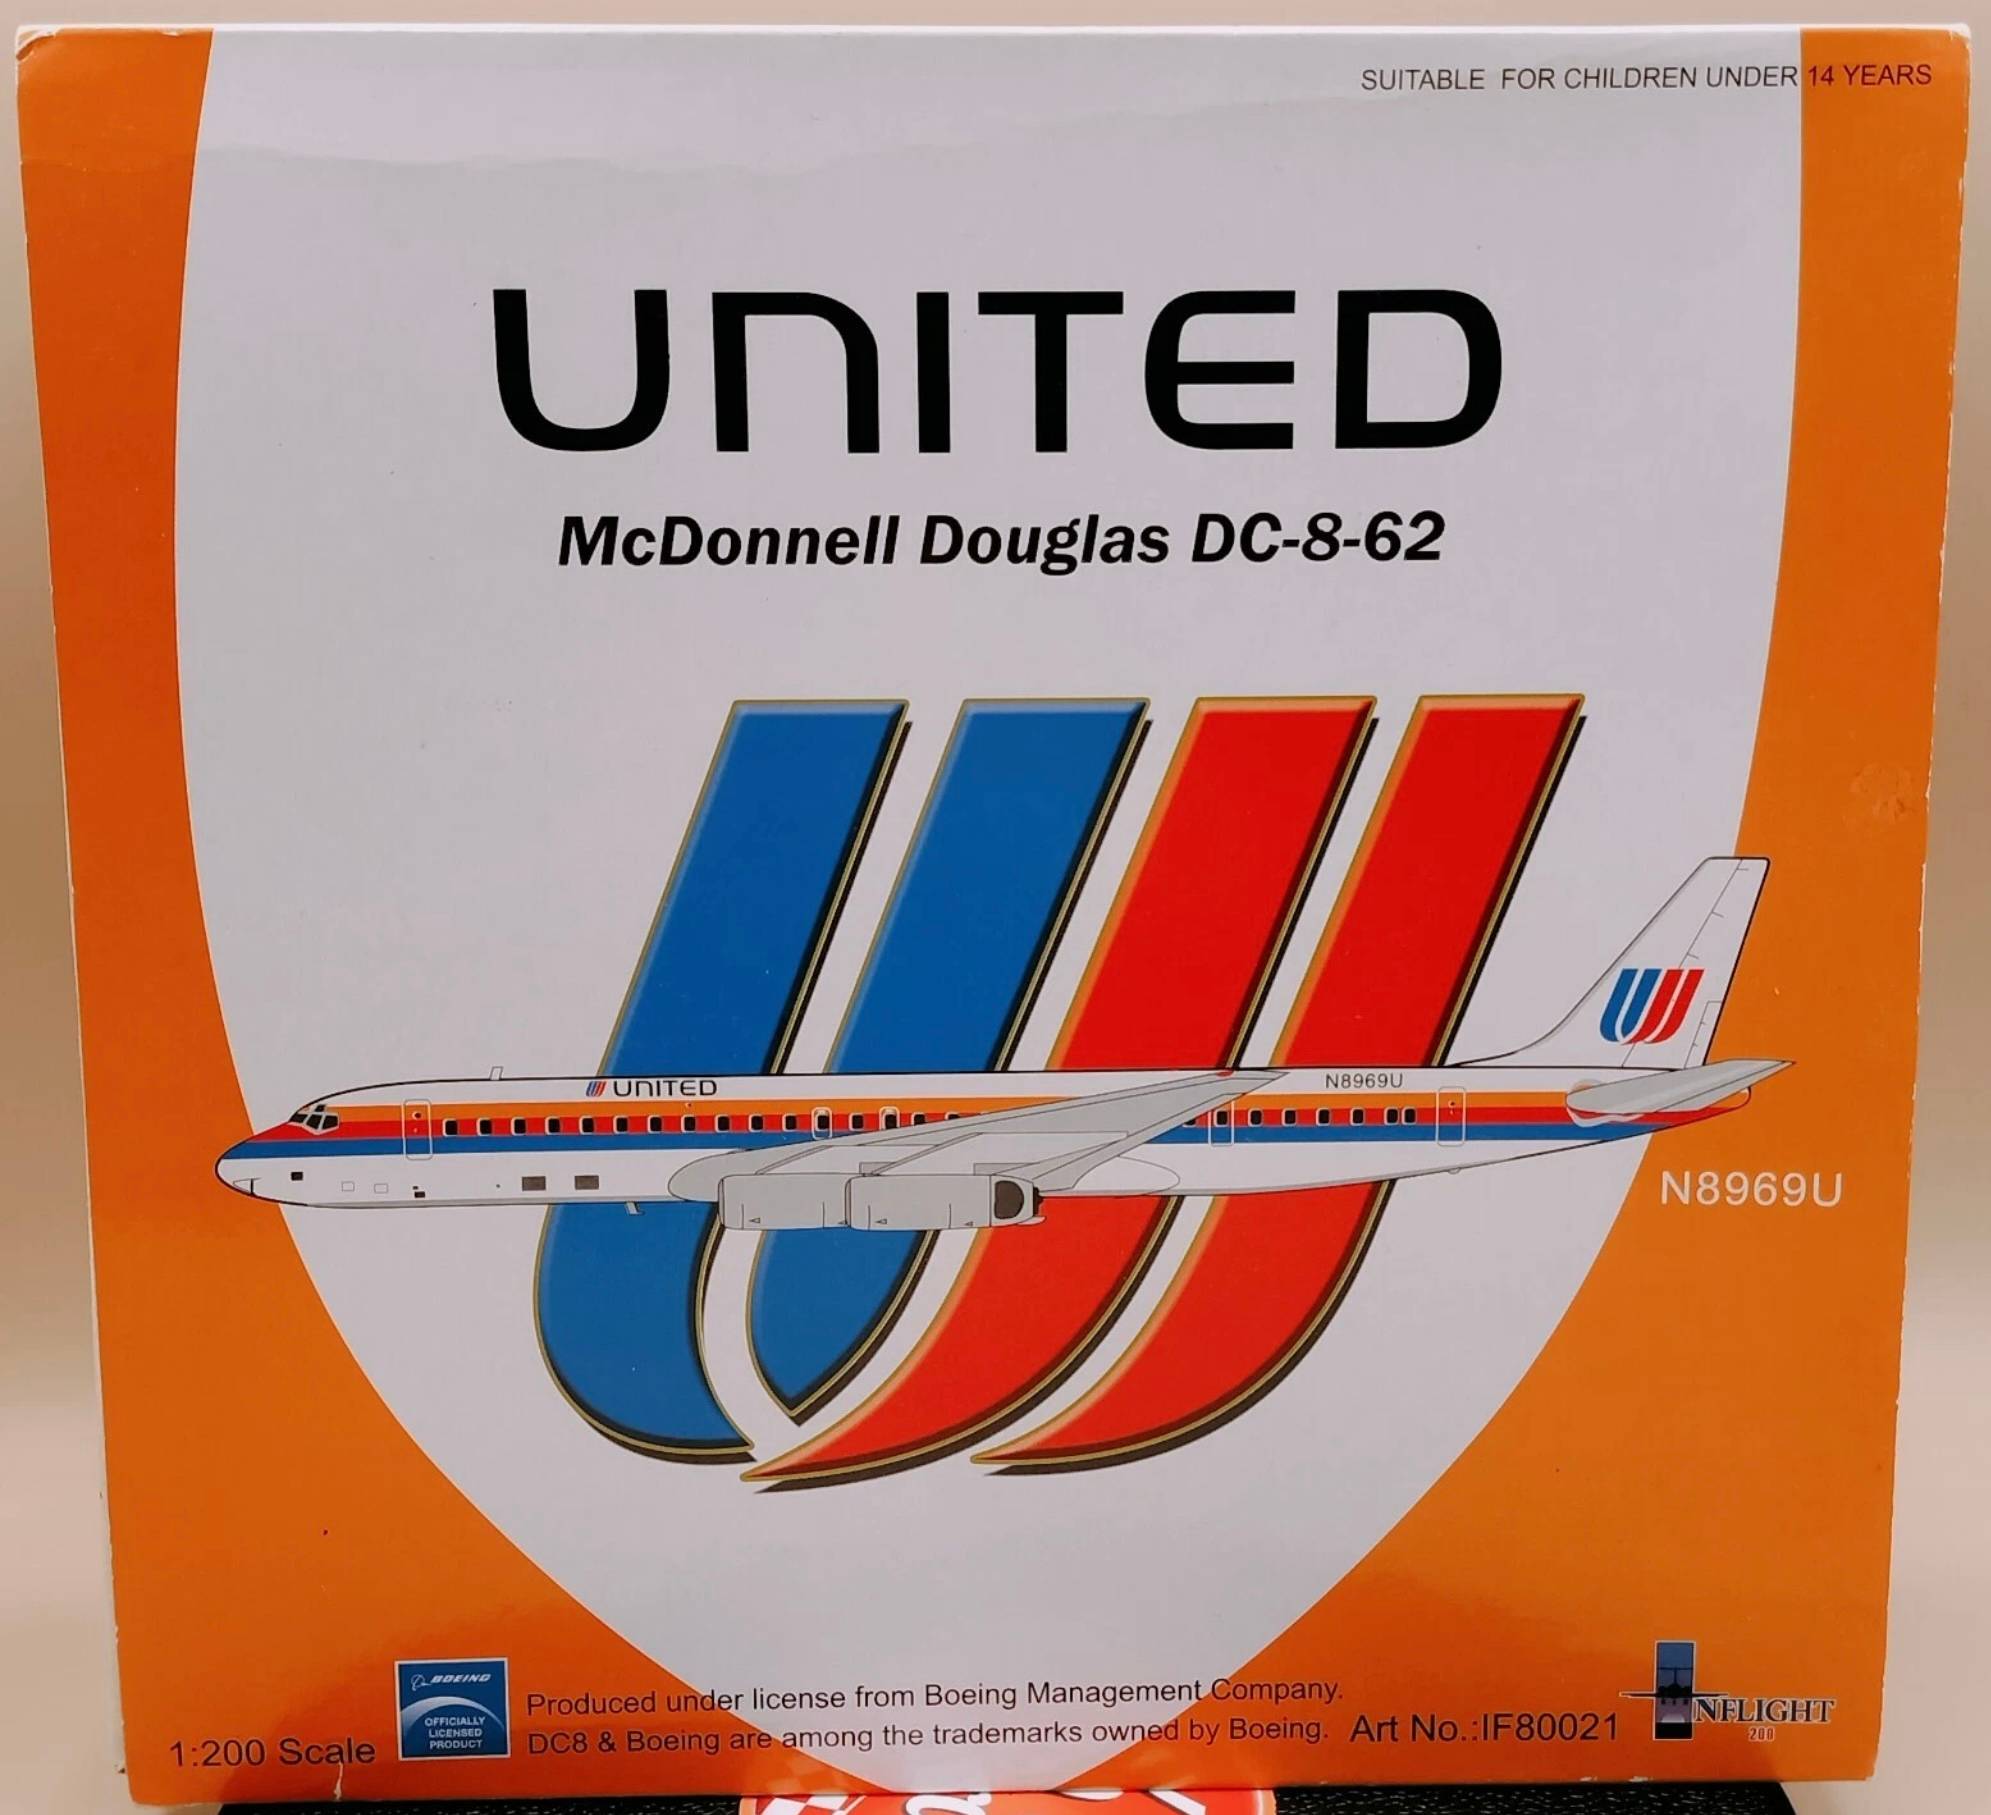 SUITABLE FOR CHILDREN UNDER 14 YEARS
UNITED
McDonnell Douglas DC-8-62
UNITED
N8969U
N8969U
BOEING
OFFICIALLY
LICENSED
PRODUCT
Produced under license from Boeing Management Company.
DC8 & Boeing are among the trademarks owned by Boeing.
1:200 Scale
Art No.:IF80021
INFLIGHT
200